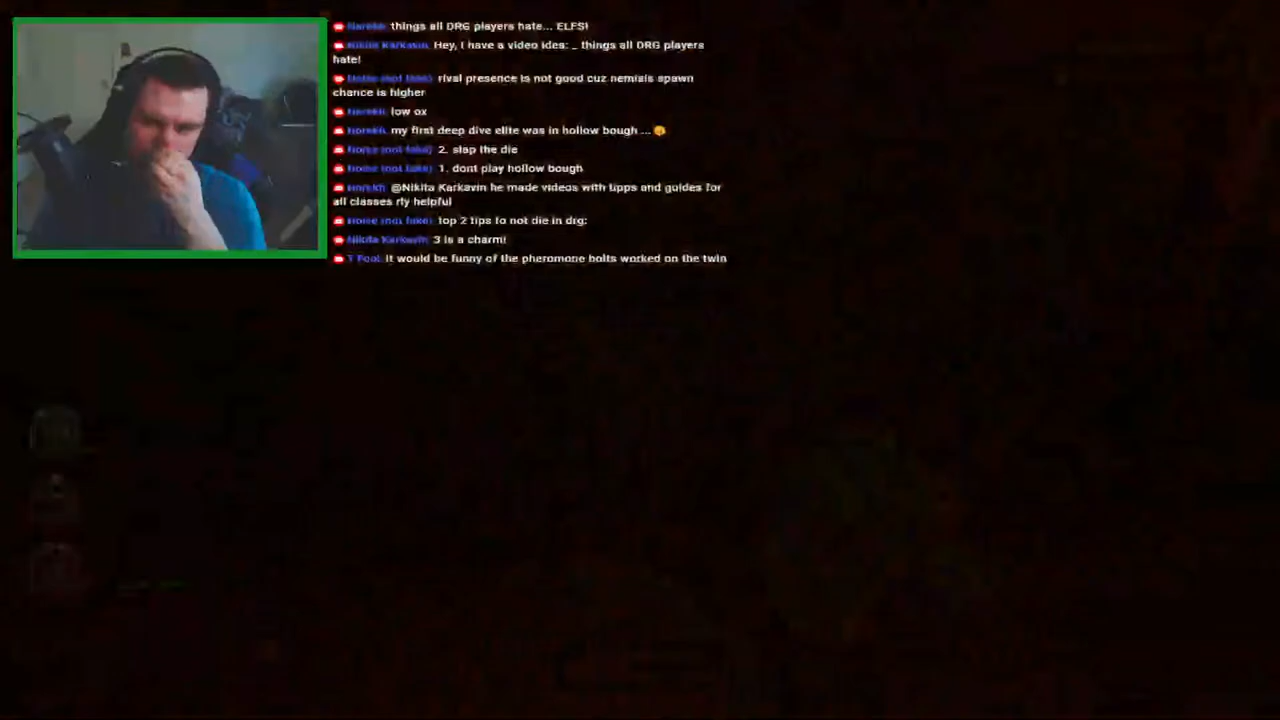 things all DRG players hate... ELFS!
Nikita Karkavin: Hey, I have a video idea: _ things all DRG players
hate!
rival presence is not good cuz nemisis spawn
chance is higher
low ox
my first deep dive elite was in hollow bough ...
2. slap the die
1. dont play hollow bough
@Nikita Karkavin he made videos with tipps and guides for
all classes rly helpful
top 2 tips to not die in drg:
Nikita Karkavin: 3 is a charm!
it would be funny of the pheromone bolts worked on the twin